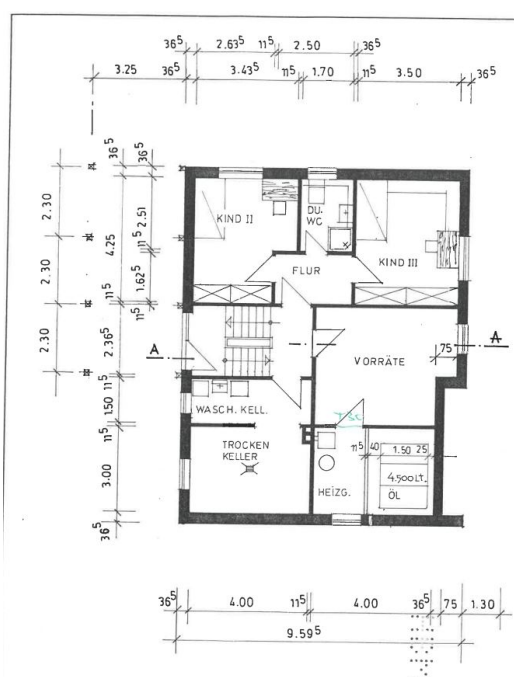 36⁵ 2.63⁵ 11⁵ 2.50 36⁵
3.25 36⁵ 3.43⁵ 11⁵ 1.70 11⁵ 3.50 36⁵
36⁵ 36⁵
2.30 4.25 2.51
2.30 11⁵
1.62⁵
11⁵ 11⁵
2.30 2.36⁵
11⁵
1.50
11⁵
3.00
36⁵
KIND II
DU.
WC
FLUR
KIND III
A
A
75
VORRÄTE
WASCH. KELL.
TROCKEN
KELLER
11⁵ 40 1.50 25
4.500 LT.
ÖL
HEIZG.
36⁵ 4.00 11⁵ 4.00 36⁵ 75 1.30
9.59⁵